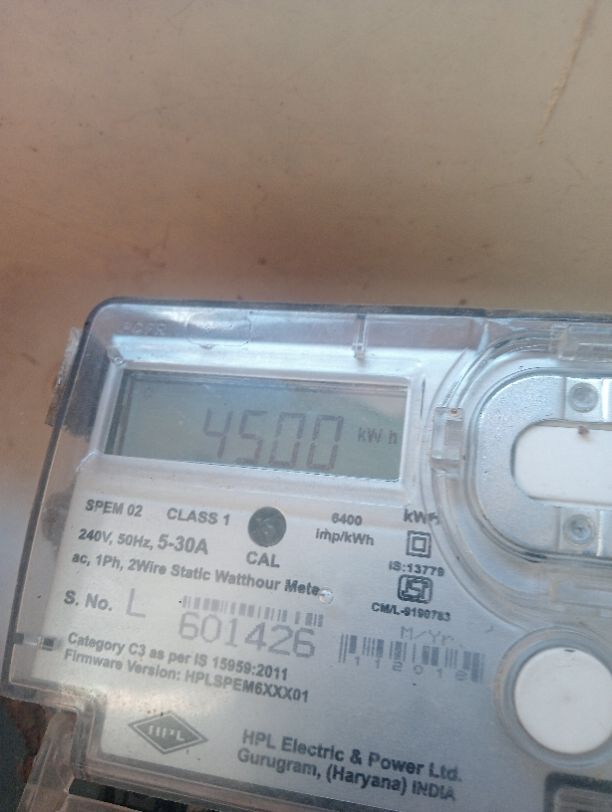 4500 kWh
SPEM 02 CLASS 1 6400 imp/kWh kWh
240V, 50Hz, 5-30A CAL
ac, 1Ph, 2Wire Static Watthour Meter
IS:13779
CM/L-9190783
S. No. L 601426
M/Yr.
112018
Category C3 as per IS 15959:2011
Firmware Version: HPLSPEM6XXX01
HPL
HPL Electric & Power Ltd.
Gurugram, (Haryana) INDIA